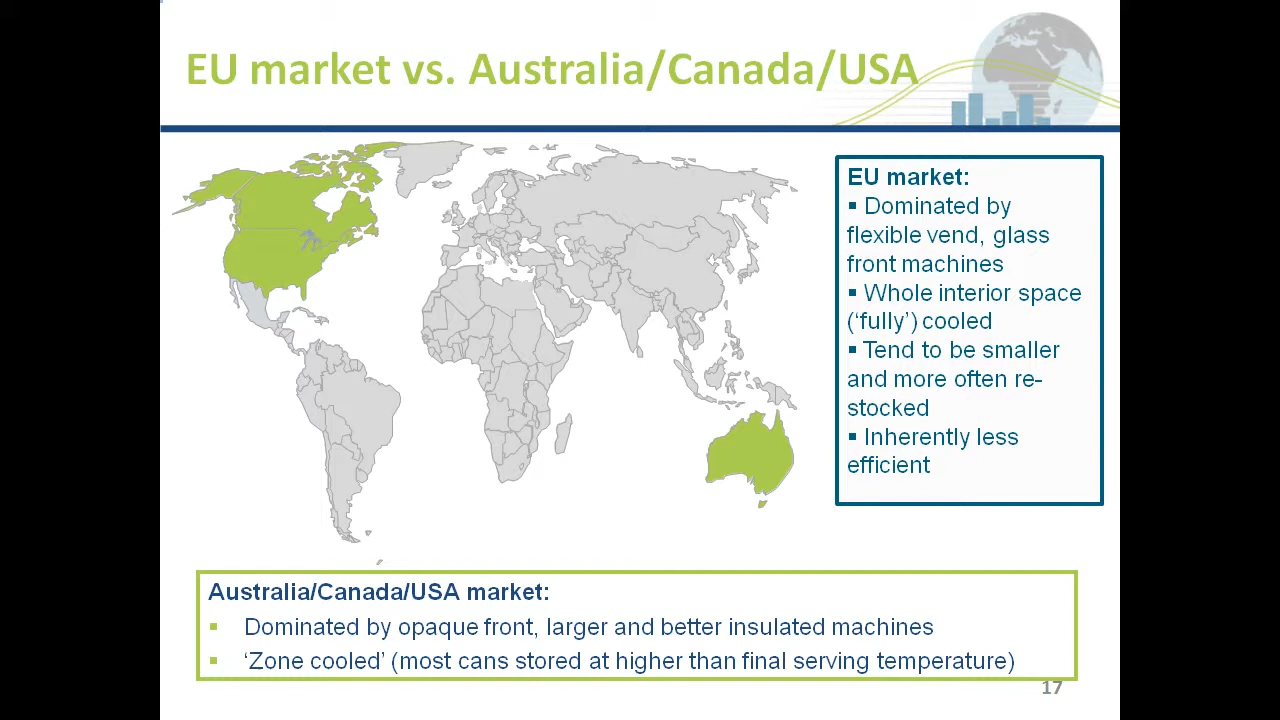 EU market vs. Australia/Canada/USA
EU market:
▪ Dominated by
flexible vend, glass
front machines
▪ Whole interior space
(‘fully’) cooled
▪ Tend to be smaller
and more often re-
stocked
▪ Inherently less
efficient
Australia/Canada/USA market:
▪ Dominated by opaque front, larger and better insulated machines
▪ ‘Zone cooled’ (most cans stored at higher than final serving temperature)
17